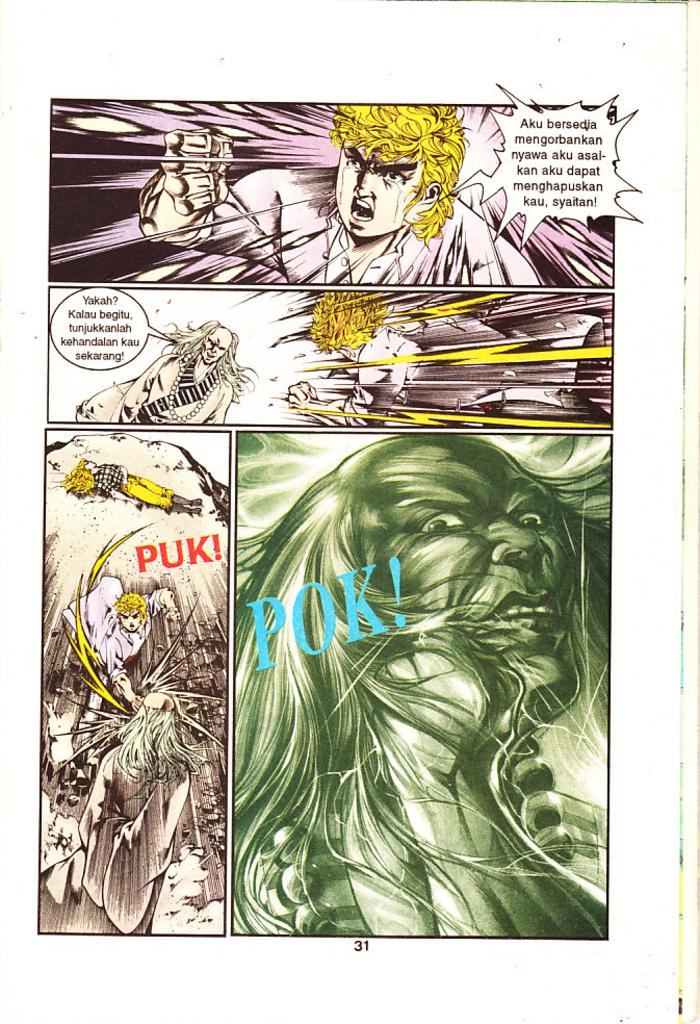 Aku bersedia
mengorbankan
nyawa aku asal-
kan aku dapat
menghapuskan
kau, syaitan!
Yakah?
Kalau begitu,
tunjukkanlah
kehandalan kau
sekarang!
PUK!
POK!
31